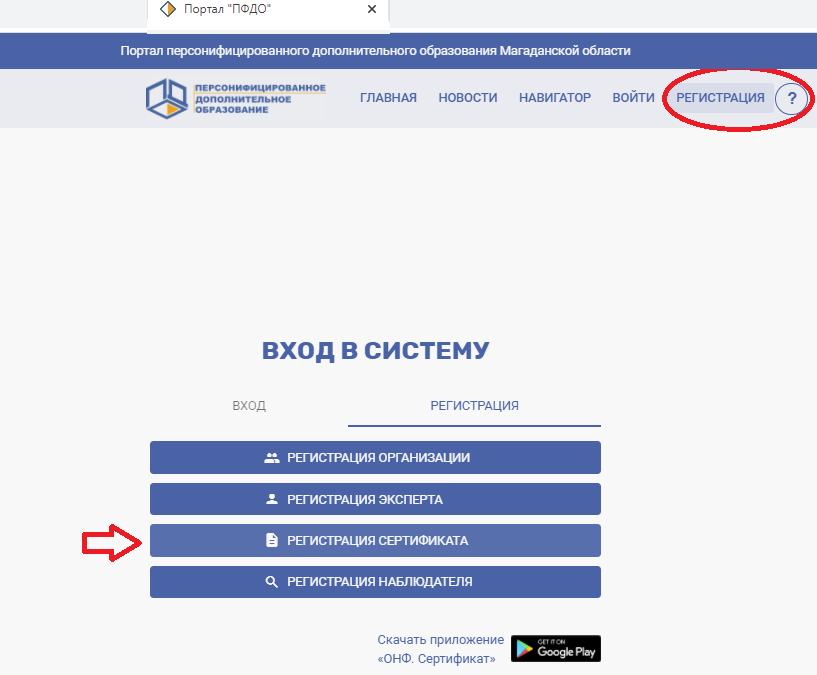 Портал "ПФДО"
Портал персонифицированного дополнительного образования Магаданской области
ПЕРСОНИФИЦИРОВАННОЕ
ДОПОЛНИТЕЛЬНОЕ
ОБРАЗОВАНИЕ
ГЛАВНАЯ НОВОСТИ НАВИГАТОР ВОЙТИ РЕГИСТРАЦИЯ ?
ВХОД В СИСТЕМУ
ВХОД РЕГИСТРАЦИЯ
РЕГИСТРАЦИЯ ОРГАНИЗАЦИИ
РЕГИСТРАЦИЯ ЭКСПЕРТА
РЕГИСТРАЦИЯ СЕРТИФИКАТА
РЕГИСТРАЦИЯ НАБЛЮДАТЕЛЯ
Скачать приложение
«ОНФ. Сертификат»
GET IT ON
Google Play